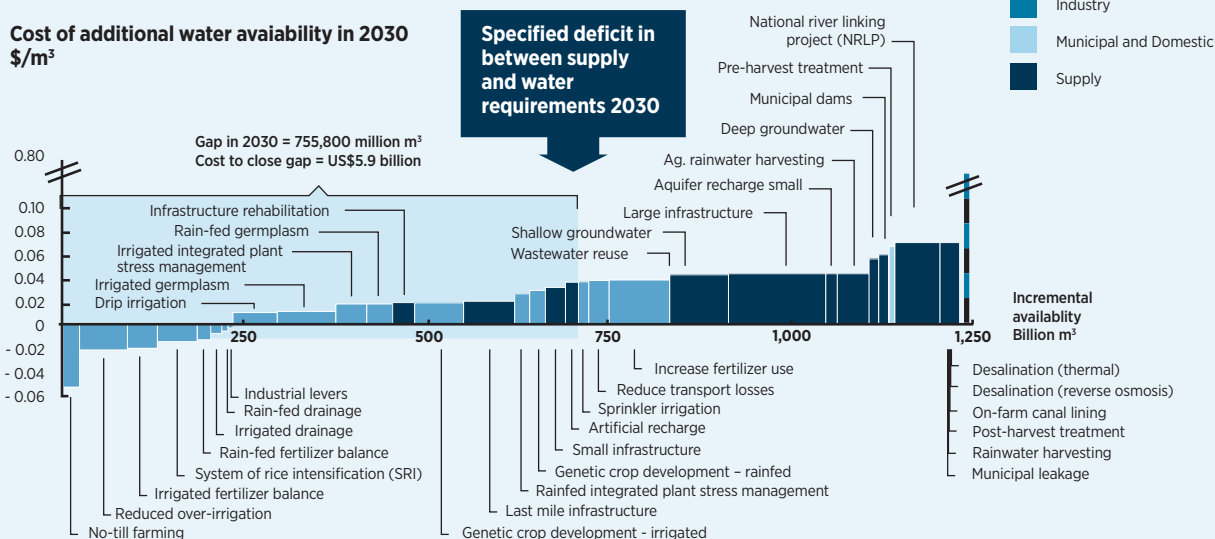 Cost of additional water avaiability in 2030
$/m³
Specified deficit in
between supply
and water
requirements 2030
Industry
Municipal and Domestic
Supply
Gap in 2030 = 755,800 million m³
Cost to close gap = US$5.9 billion
National river linking
project (NRLP)
Pre-harvest treatment
Municipal dams
Deep groundwater
Ag. rainwater harvesting
Aquifer recharge small
Large infrastructure
Shallow groundwater
Wastewater reuse
Infrastructure rehabilitation
Rain-fed germplasm
Irrigated integrated plant
stress management
Irrigated germplasm
Drip irrigation
0.80
0.10
0.08
0.06
0.04
0.02
0
- 0.02
- 0.04
- 0.06
250
500
750
1,000
1,250
Incremental
availablity
Billion m³
Industrial levers
Rain-fed drainage
Irrigated drainage
Rain-fed fertilizer balance
System of rice intensification (SRI)
Irrigated fertilizer balance
Reduced over-irrigation
No-till farming
Increase fertilizer use
Reduce transport losses
Sprinkler irrigation
Artificial recharge
Small infrastructure
Genetic crop development – rainfed
Rainfed integrated plant stress management
Last mile infrastructure
Genetic crop development - irrigated
Desalination (thermal)
Desalination (reverse osmosis)
On-farm canal lining
Post-harvest treatment
Rainwater harvesting
Municipal leakage